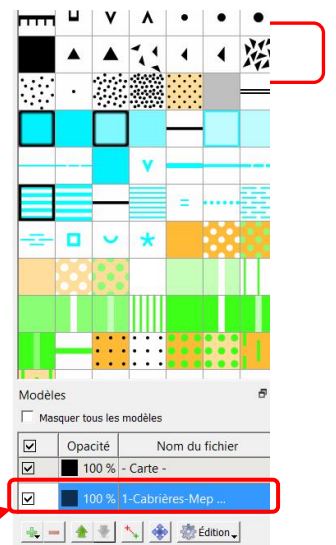 Modèles
Masquer tous les modèles
Opacité Nom du fichier
100 % - Carte -
100 % 1-Cabrières-Mep ...
Édition